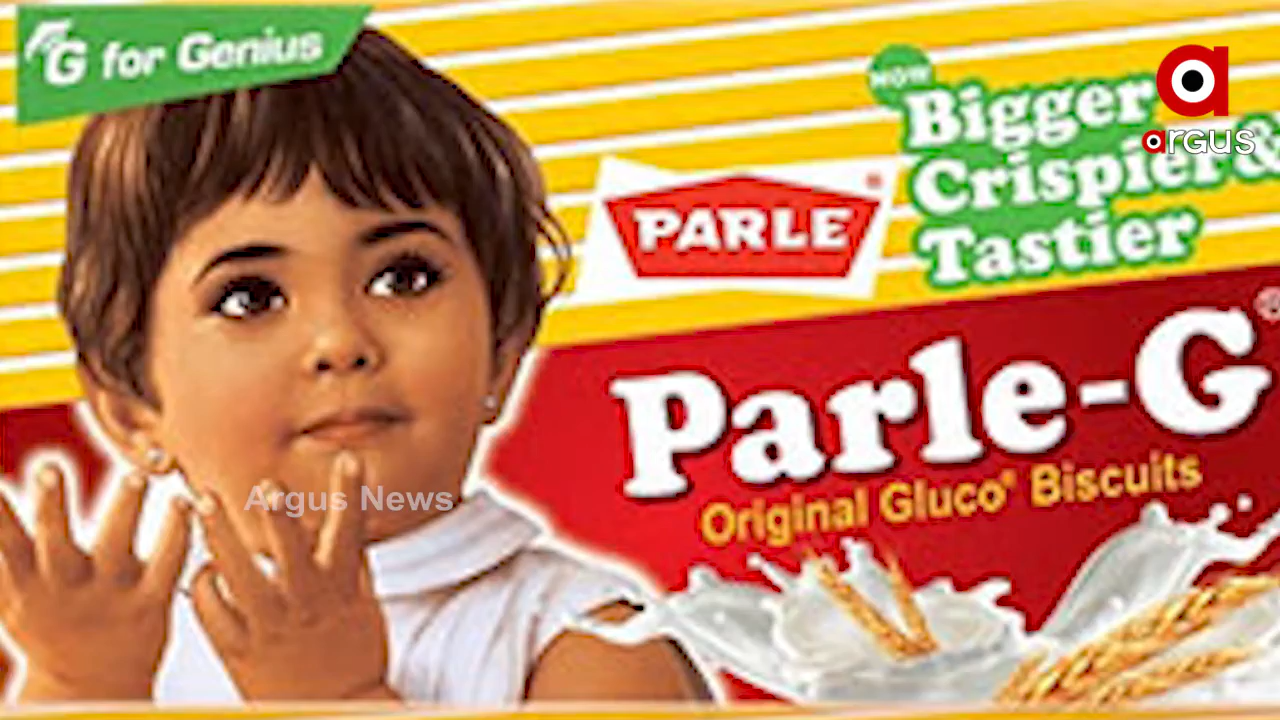 G for Genius
NOW
Bigger
Crispier &
Tastier
PARLE®
Parle-G®
Original Gluco® Biscuits
Argus News
argus